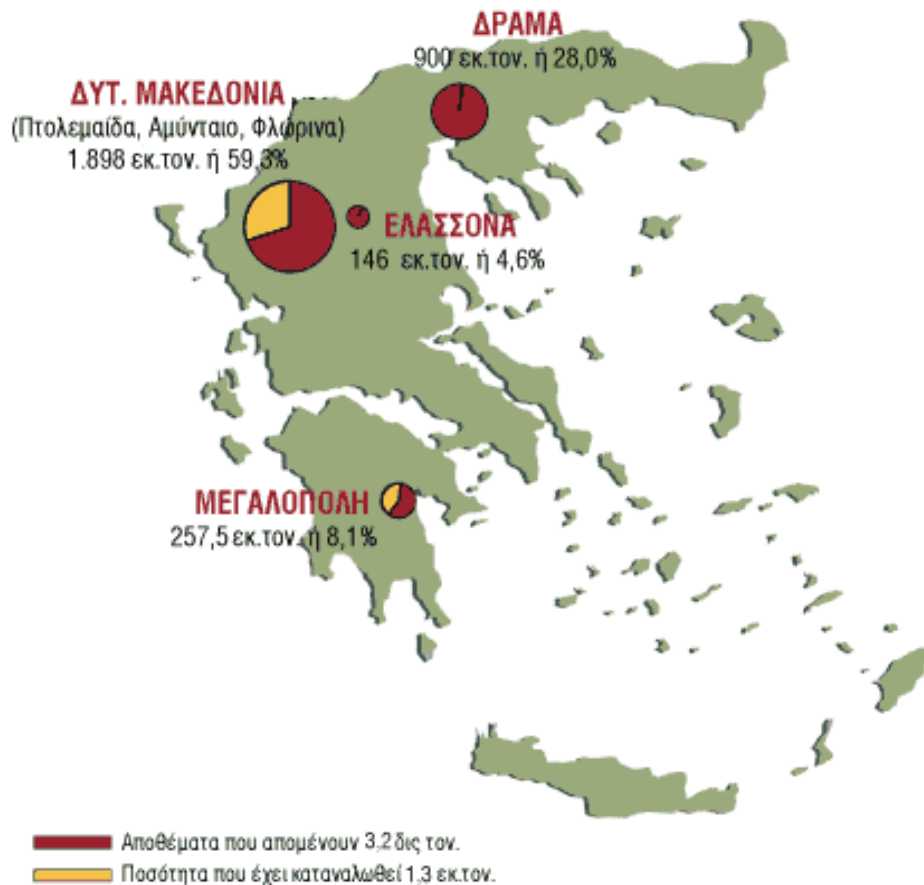 ΔΡΑΜΑ
900 εκ.τον. ή 28,0%
ΔΥΤ. ΜΑΚΕΔΟΝΙΑ
(Πτολεμαίδα, Αμύνταιο, Φλώρινα)
1.898 εκ.τον. ή 59,3%
ΕΛΑΣΣΟΝΑ
146 εκ.τον. ή 4,6%
ΜΕΓΑΛΟΠΟΛΗ
257,5 εκ.τον. ή 8,1%
Αποθέματα που απομένουν 3,2 δις τον.
Ποσότητα που έχει καταναλωθεί 1,3 εκ.τον.